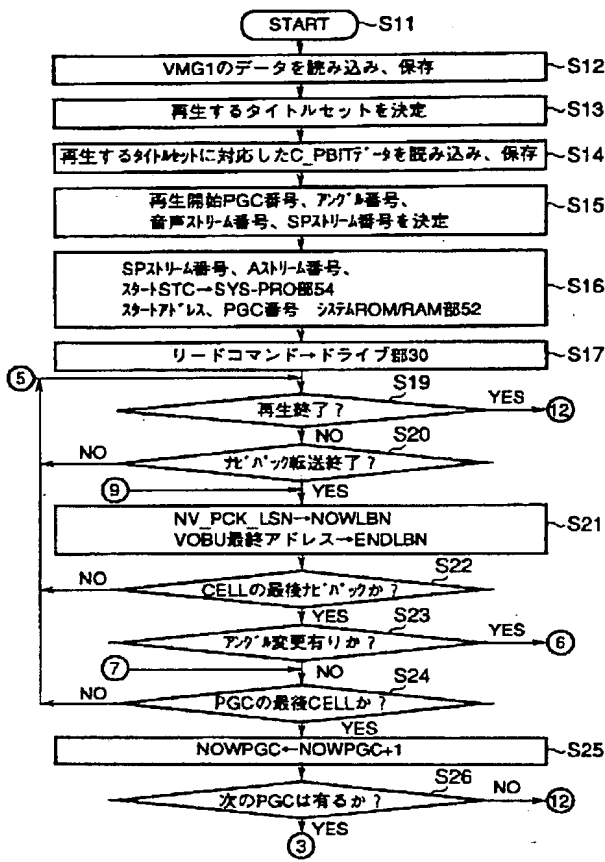 START S11
VMG1のデータを読み込み、保存 S12
再生するタイトルセットを決定 S13
再生するﾀｲﾄﾙｾｯﾄに対応したC_PBITﾃﾞｰﾀを読み込み、保存 S14
再生開始PGC番号、ｱﾝｸﾞﾙ番号、
音声ｽﾄﾘｰﾑ番号、SPｽﾄﾘｰﾑ番号を決定 S15
SPｽﾄﾘｰﾑ番号、Aｽﾄﾘｰﾑ番号、
ｽﾀｰﾄSTC→SYS-PRO部54
ｽﾀｰﾄｱﾄﾞﾚｽ、PGC番号 ｼｽﾃﾑROM/RAM部52 S16
リードコマンド→ドライブ部30 S17
5
S19
再生終了？ YES 12
NO
S20
NO ﾅﾋﾞﾊﾟｯｸ転送終了？
9 YES
NV_PCK_LSN→NOWLBN
VOBU最終アドレス→ENDLBN S21
S22
NO CELLの最後ﾅﾋﾞﾊﾟｯｸか？
YES
S23
ｱﾝｸﾞﾙ変更有りか？ YES 6
7 NO
S24
NO PGCの最後CELLか？
YES
NOWPGC←NOWPGC+1 S25
S26
次のPGCは有るか？ NO 12
YES
3